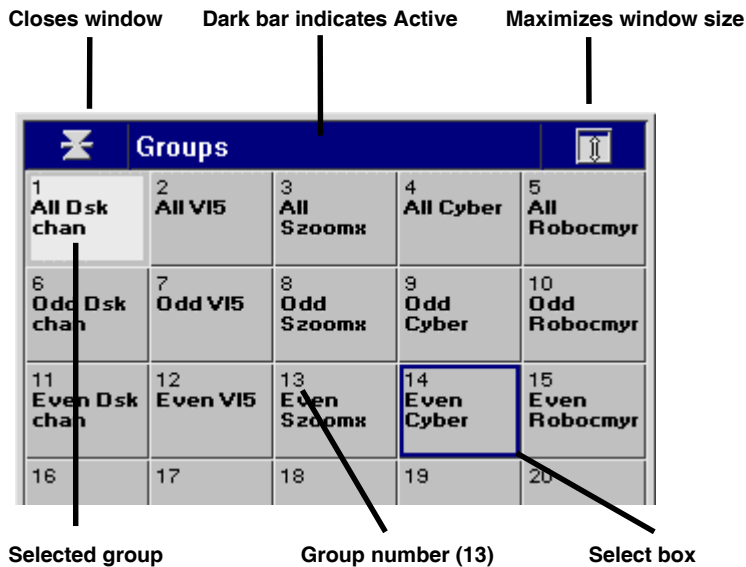 Closes window Dark bar indicates Active Maximizes window size
Groups
1 2 3 4 5
All Dsk All VI5 All All Cyber All
chan Szoomx Robocmyr
6 7 8 9 10
Odd Dsk Odd VI5 Odd Odd Odd
chan Szoomx Cyber Robocmyr
11 12 13 14 15
Even Dsk Even VI5 Even Even Even
chan Szoomx Cyber Robocmyr
16 17 18 19 20
Selected group Group number (13) Select box